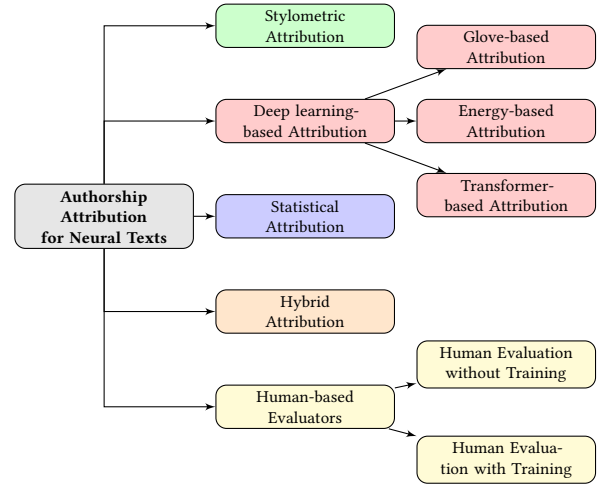 Stylometric
Attribution
Glove-based
Attribution
Deep learning-
based Attribution
Energy-based
Attribution
Transformer-
based Attribution
Authorship
Attribution
for Neural Texts
Statistical
Attribution
Hybrid
Attribution
Human Evaluation
without Training
Human-based
Evaluators
Human Evalua-
tion with Training